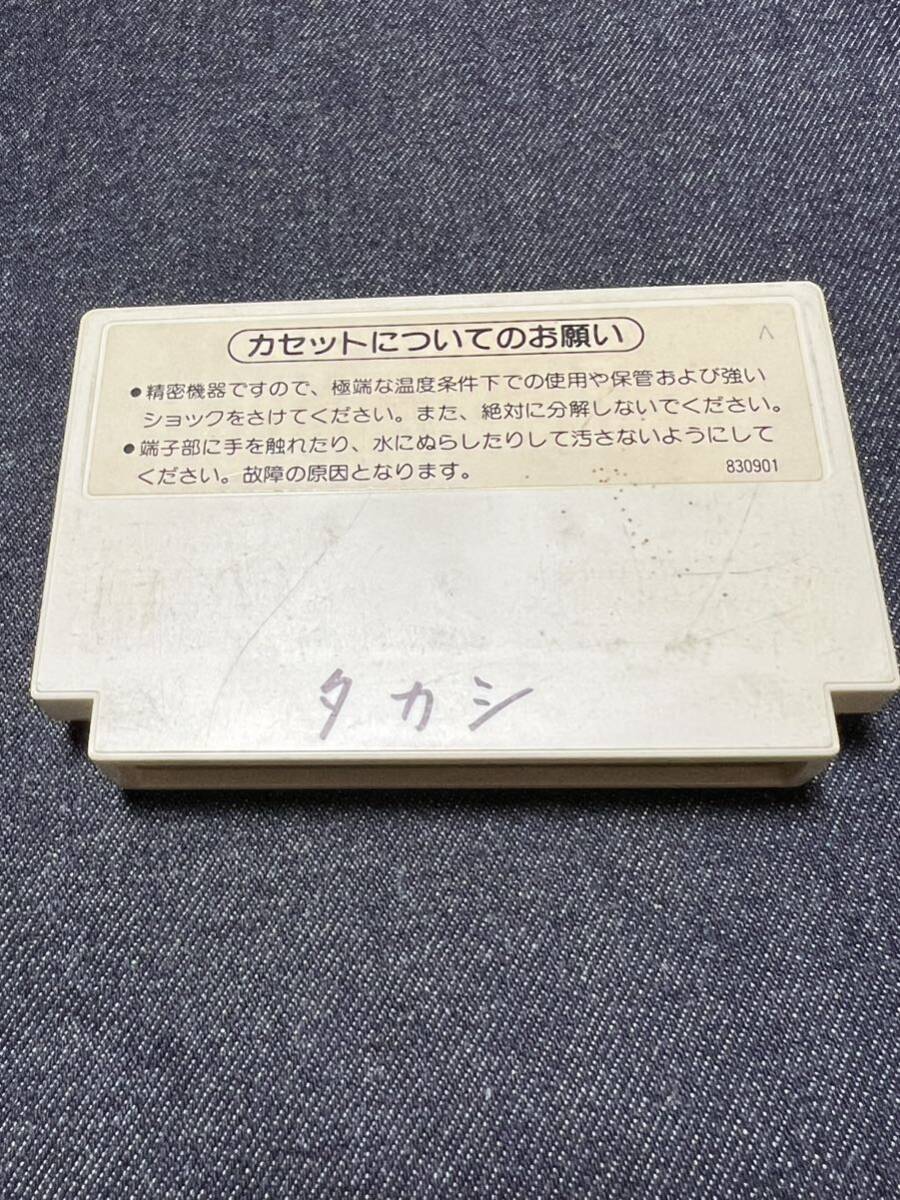 カセットについてのお願い
●精密機器ですので、極端な温度条件下での使用や保管および強い
ショックをさけてください。また、絶対に分解しないでください。
●端子部に手を触れたり、水にぬらしたりして汚さないようにして
ください。故障の原因となります。 830901
タカシ